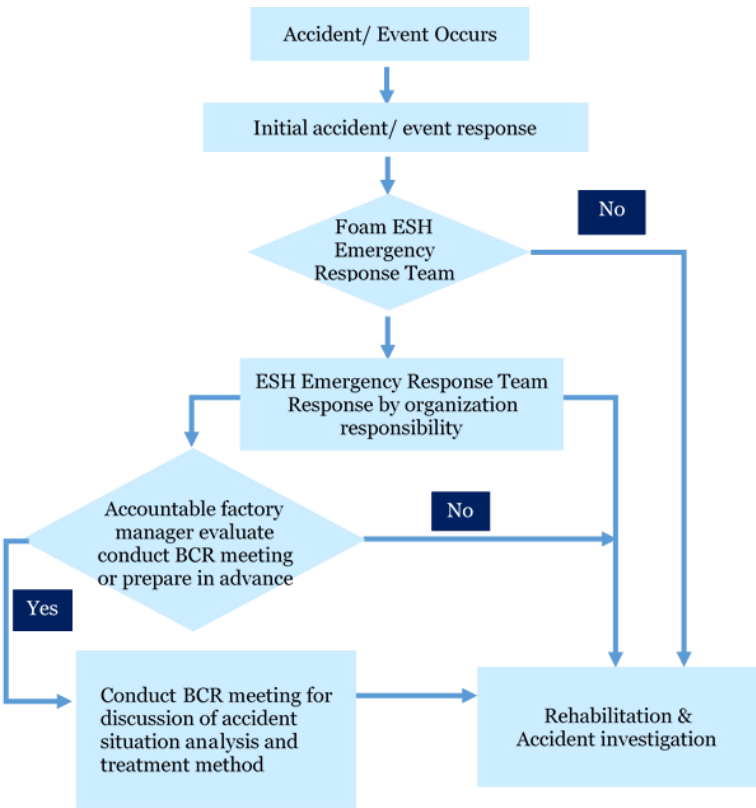 Accident/ Event Occurs
Initial accident/ event response
No
Foam ESH
Emergency
Response Team
ESH Emergency Response Team
Response by organization
responsibility
Accountable factory
manager evaluate
conduct BCR meeting
or prepare in advance
No
Yes
Conduct BCR meeting for
discussion of accident
situation analysis and
treatment method
Rehabilitation &
Accident investigation